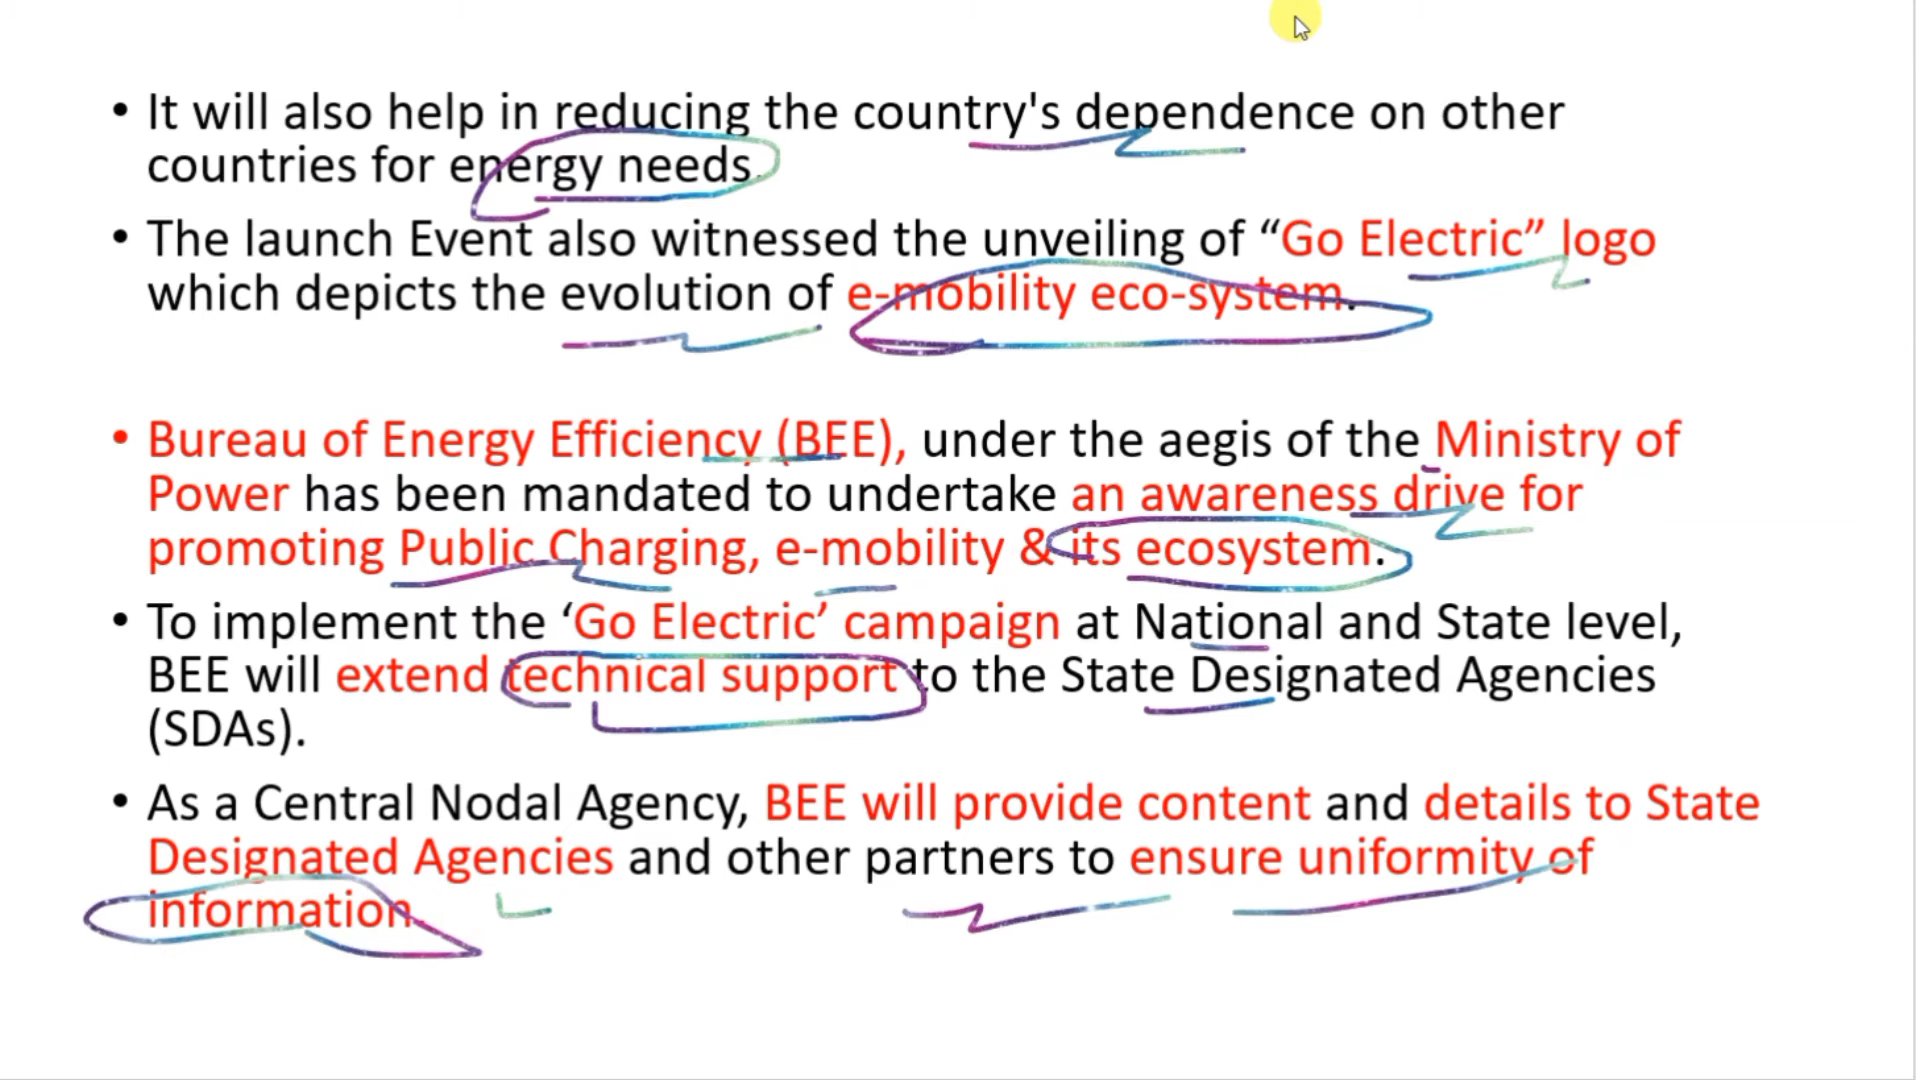 • It will also help in reducing the country's dependence on other
countries for energy needs.
• The launch Event also witnessed the unveiling of “Go Electric” logo
which depicts the evolution of e-mobility eco-system.
• Bureau of Energy Efficiency (BEE), under the aegis of the Ministry of
Power has been mandated to undertake an awareness drive for
promoting Public Charging, e-mobility & its ecosystem.
• To implement the ‘Go Electric’ campaign at National and State level,
BEE will extend technical support to the State Designated Agencies
(SDAs).
• As a Central Nodal Agency, BEE will provide content and details to State
Designated Agencies and other partners to ensure uniformity of
information.